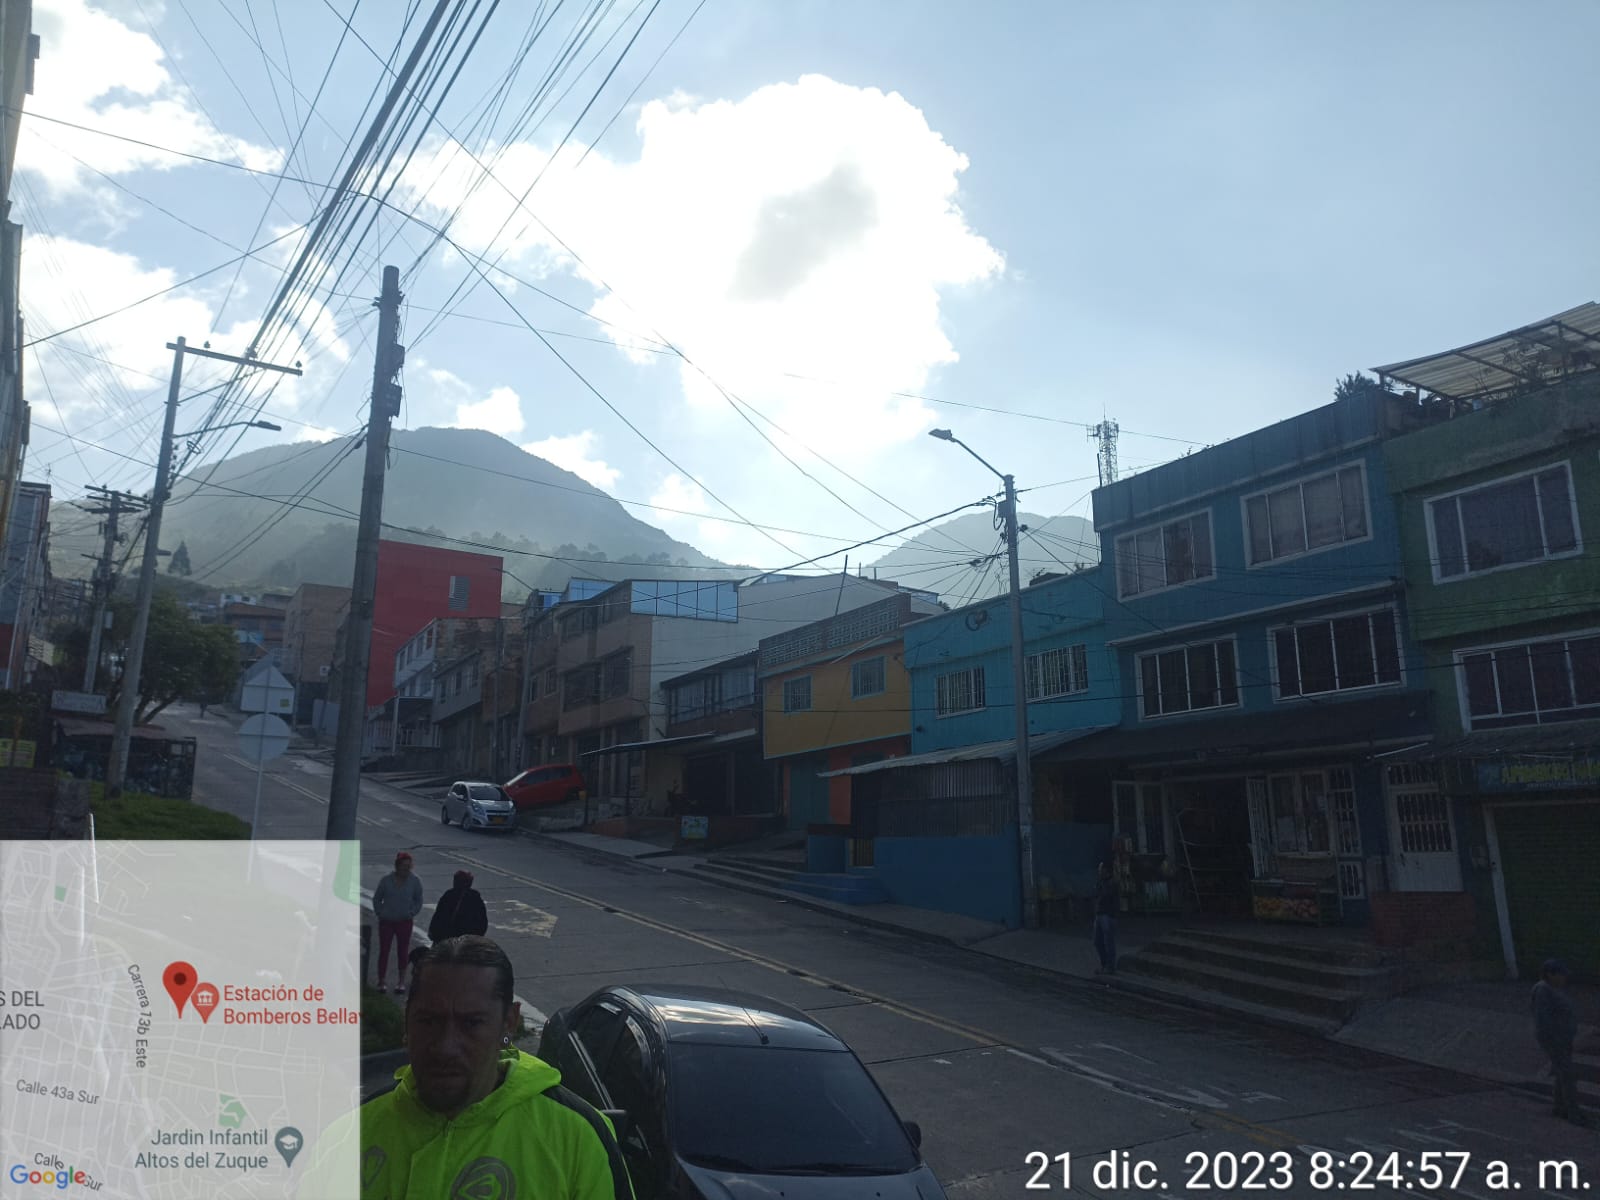 S DEL
LADO
Carrera 13b Este
Estación de
Bomberos Bella
Calle 43a Sur
Jardin Infantil
Altos del Zuque
Calle
Sur
Google
21 dic. 2023 8:24:57 a. m.